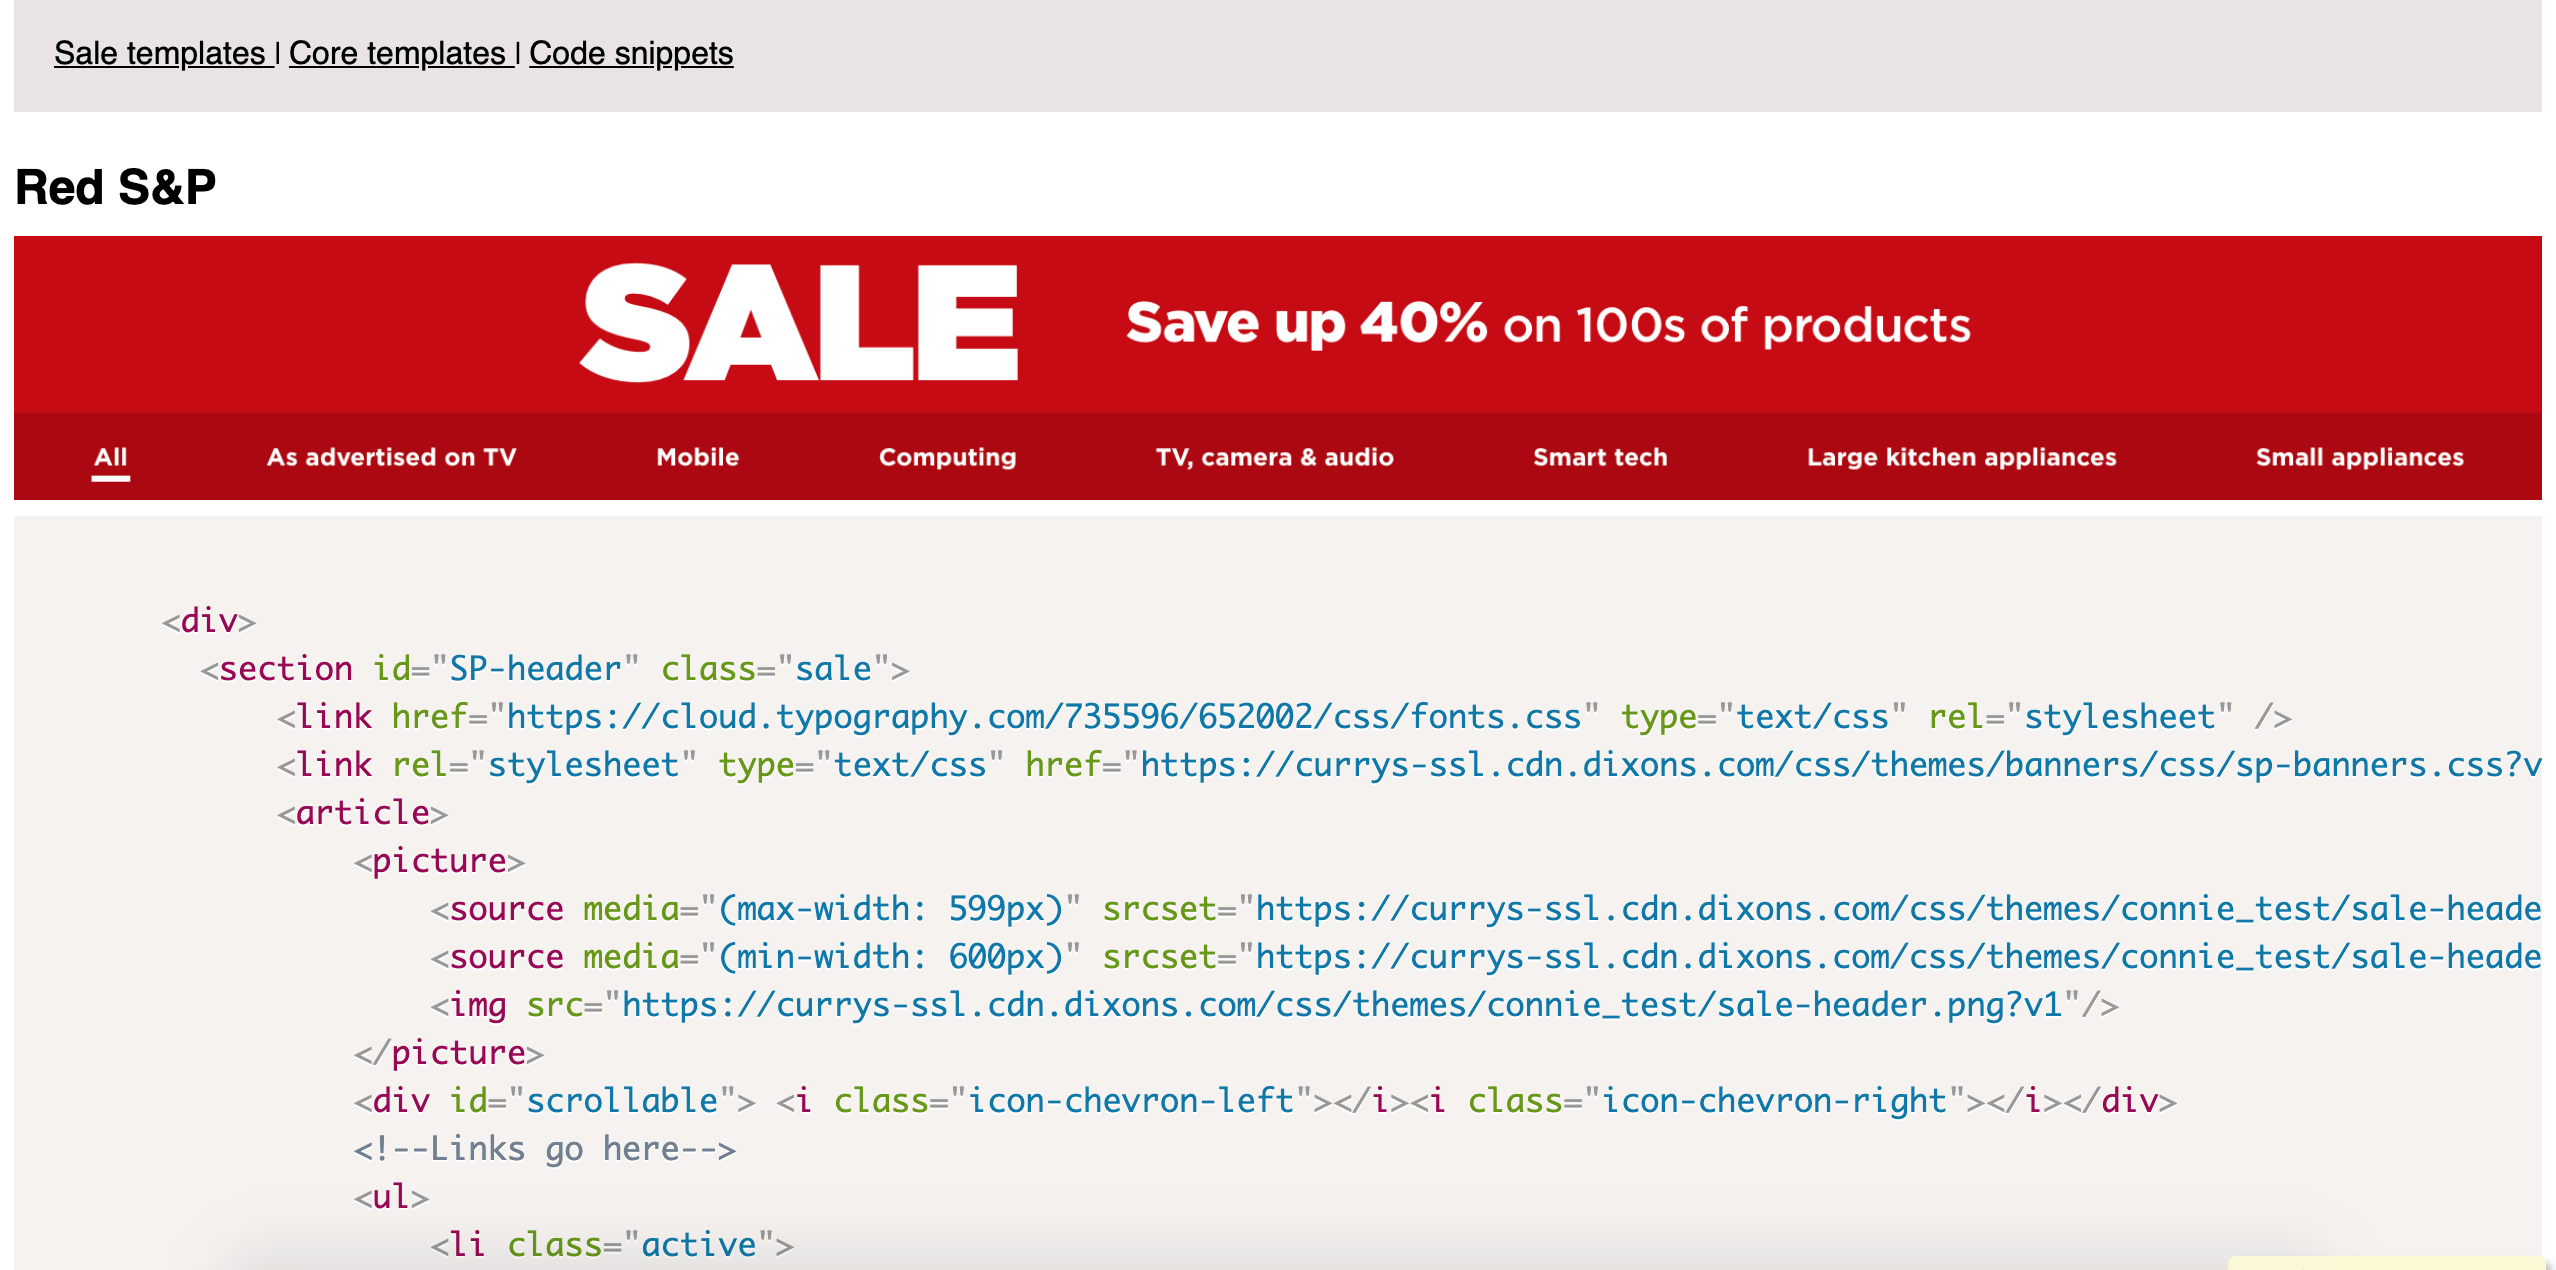 Sale templates | Core templates | Code snippets
Red S&P
SALE
Save up 40% on 100s of products
All As advertised on TV Mobile Computing TV, camera & audio Smart tech Large kitchen appliances Small appliances
<div>
<section id="SP-header" class="sale">
<link href="https://cloud.typography.com/735596/652002/css/fonts.css" type="text/css" rel="stylesheet" />
<link rel="stylesheet" type="text/css" href="https://currys-ssl.cdn.dixons.com/css/themes/banners/css/sp-banners.css?v
<article>
<picture>
<source media="(max-width: 599px)" srcset="https://currys-ssl.cdn.dixons.com/css/themes/connie_test/sale-heade
<source media="(min-width: 600px)" srcset="https://currys-ssl.cdn.dixons.com/css/themes/connie_test/sale-heade
<img src="https://currys-ssl.cdn.dixons.com/css/themes/connie_test/sale-header.png?v1"/>
</picture>
<div id="scrollable"> <i class="icon-chevron-left"></i><i class="icon-chevron-right"></i></div>
<!--Links go here-->
<ul>
<li class="active">